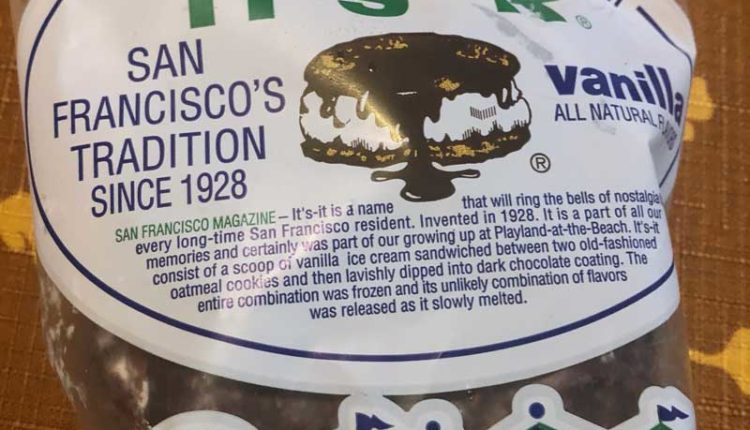 It's-It®
SAN
FRANCISCO'S
TRADITION
SINCE 1928
vanilla
ALL NATURAL
®
SAN FRANCISCO MAGAZINE – It's-it is a name that will ring the bells of nostalgia
every long-time San Francisco resident. Invented in 1928. It is a part of all our
memories and certainly was part of our growing up at Playland-at-the-Beach. It's-it
consist of a scoop of vanilla ice cream sandwiched between two old-fashioned
oatmeal cookies and then lavishly dipped into dark chocolate coating. The
entire combination was frozen and its unlikely combination of flavors
was released as it slowly melted.